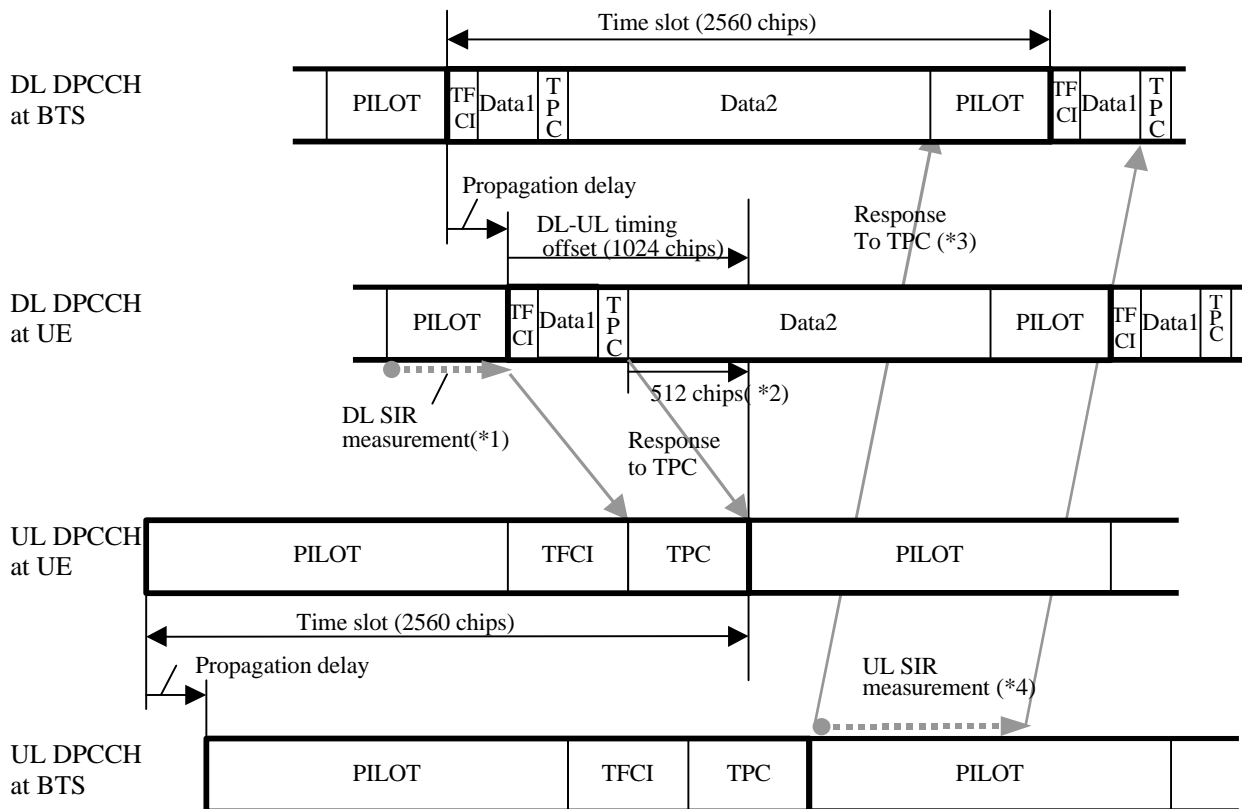 Time slot (2560 chips)
DL DPCCH
at BTS
PILOT
TF
CI
Data1
T
P
C
Data2
PILOT
TF
CI
Data1
T
P
C
Propagation delay
DL-UL timing
offset (1024 chips)
Response
To TPC (*3)
DL DPCCH
at UE
PILOT
TF
CI
Data1
T
P
C
Data2
PILOT
TF
CI
Data1
T
P
C
512 chips( *2)
DL SIR
measurement(*1)
Response
to TPC
UL DPCCH
at UE
PILOT
TFCI
TPC
PILOT
Time slot (2560 chips)
Propagation delay
UL SIR
measurement (*4)
UL DPCCH
at BTS
PILOT
TFCI
TPC
PILOT